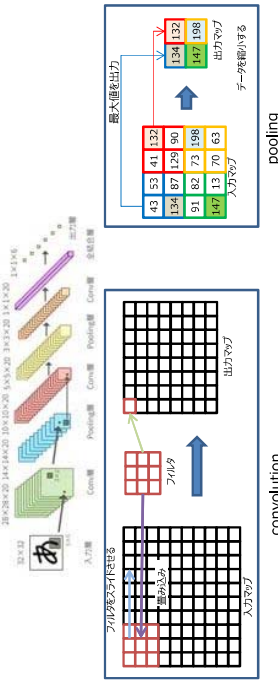 32×32
28×28×20
14×14×20
10×10×20
5×5×20
3×3×20
1×1×20
1×1×6
あ
入力層
Conv層
Pooling層
Conv層
Pooling層
Conv層
全結合層
出力層
フィルタをスライドさせる
畳み込み
入力マップ
フィルタ
出力マップ
convolution
最大値を出力
43 53 41 132
134 87 129 90
91 82 73 198
147 13 70 63
入力マップ
134 132
147 198
出力マップ
データを縮小する
pooling